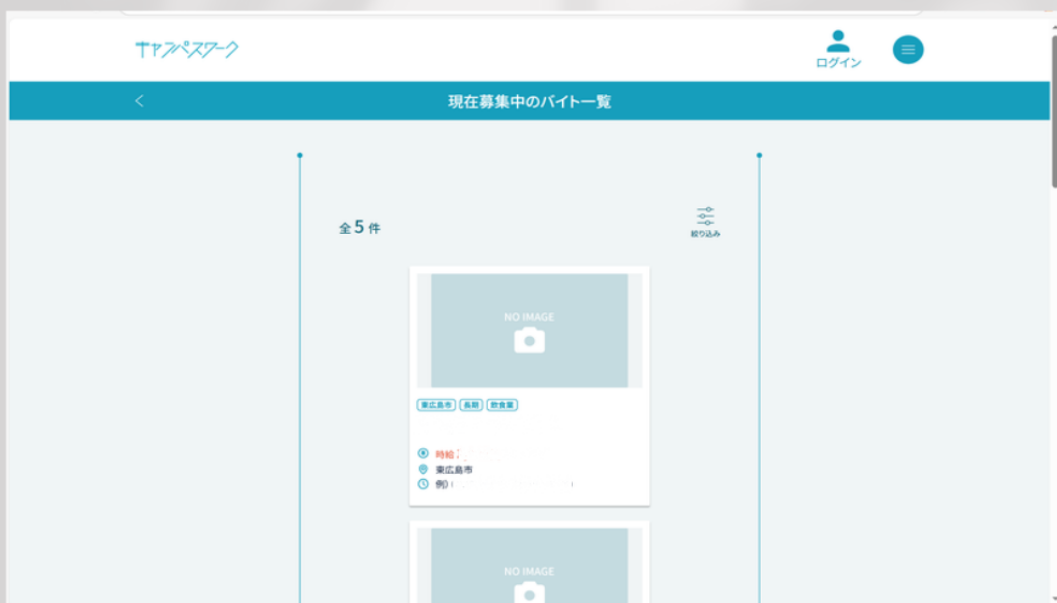 キャンパスワーク
ログイン
現在募集中のバイト一覧
全5件
絞り込み
NO IMAGE
東広島市 長期 飲食業
時給
東広島市
例)
NO IMAGE